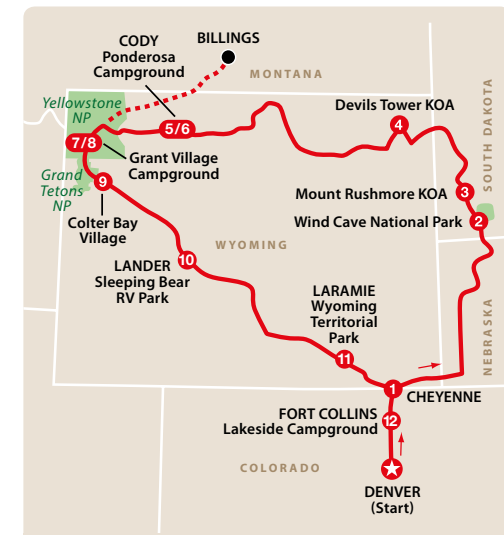 CODY
Ponderosa
Campground
BILLINGS
MONTANA
Yellowstone
NP
Devils Tower KOA
SOUTH DAKOTA
5/6
4
7/8
Grant Village
Campground
Grand
Tetons
NP
9
Colter Bay
Village
3
Mount Rushmore KOA
2
Wind Cave National Park
WYOMING
10
LANDER
Sleeping Bear
RV Park
LARAMIE
Wyoming
Territorial
Park
NEBRASKA
11
1
CHEYENNE
FORT COLLINS
Lakeside Campground
12
COLORADO
DENVER
(Start)